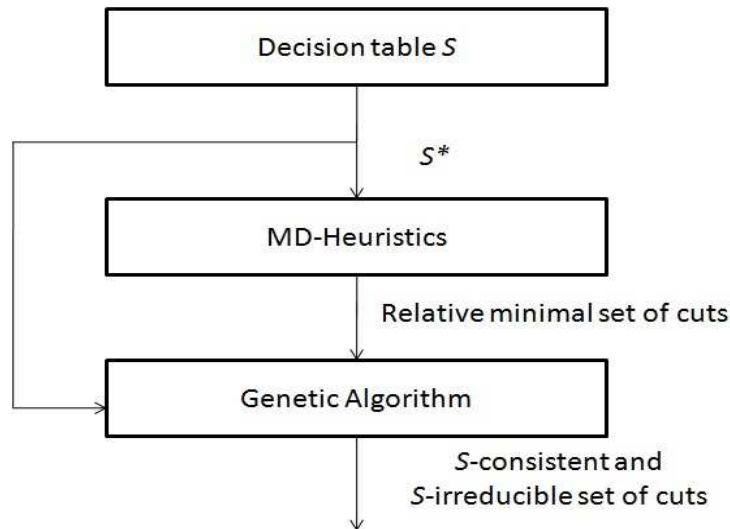 Decision table S
S*
MD-Heuristics
Relative minimal set of cuts
Genetic Algorithm
S-consistent and
S-irreducible set of cuts